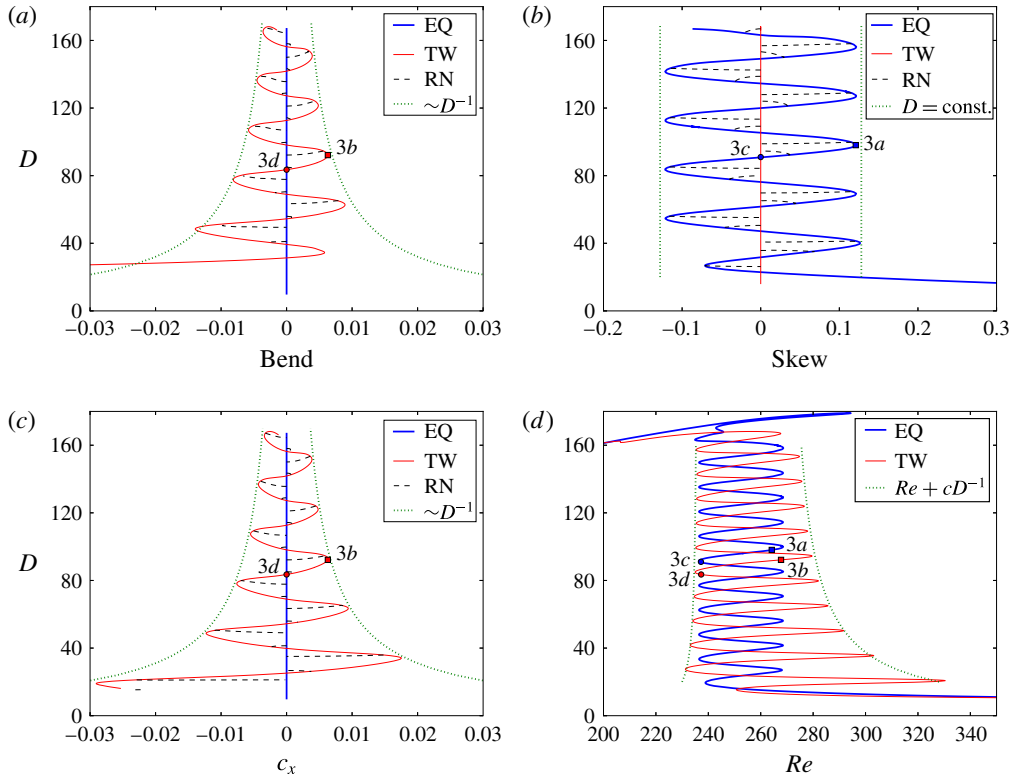 (a)
160
120
D
80
40
0
−0.03
−0.02
−0.01
0
0.01
0.02
0.03
Bend
EQ
TW
RN
~D−1
3b
3d
(b)
160
120
80
40
0
−0.2
−0.1
0
0.1
0.2
0.3
Skew
EQ
TW
RN
D = const.
3c
3a
(c)
160
120
D
80
40
0
−0.03
−0.02
−0.01
0
0.01
0.02
0.03
cx
EQ
TW
RN
~D−1
3b
3d
(d)
160
120
80
40
0
200
220
240
260
280
300
320
340
Re
EQ
TW
Re + cD−1
3a
3c
3b
3d